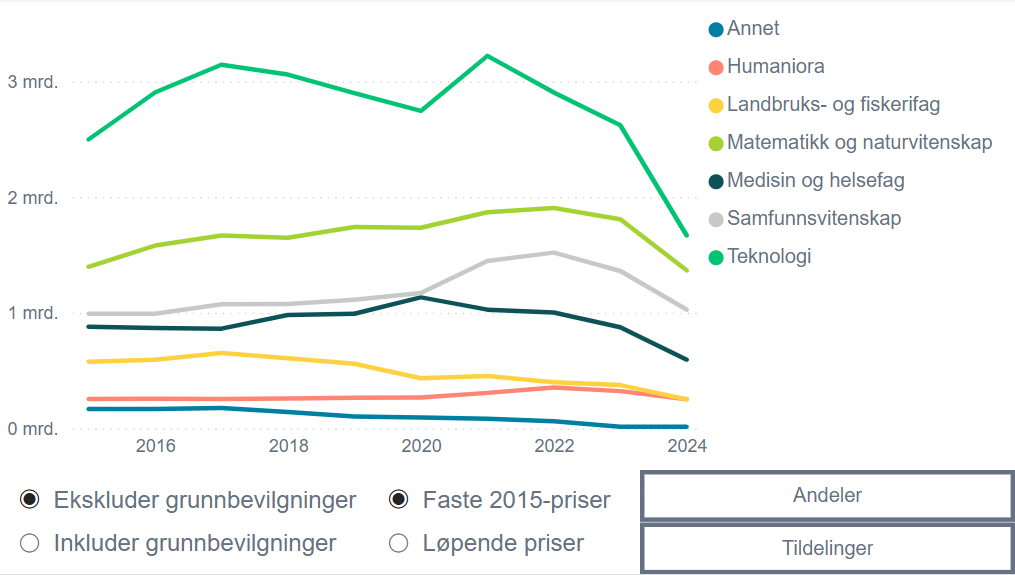 3 mrd.
2 mrd.
1 mrd.
0 mrd.
2016 2018 2020 2022 2024
Annet
Humaniora
Landbruks- og fiskerifag
Matematikk og naturvitenskap
Medisin og helsefag
Samfunnsvitenskap
Teknologi
Ekskluder grunnbevilgninger
Inkluder grunnbevilgninger
Faste 2015-priser
Løpende priser
Andeler
Tildelinger